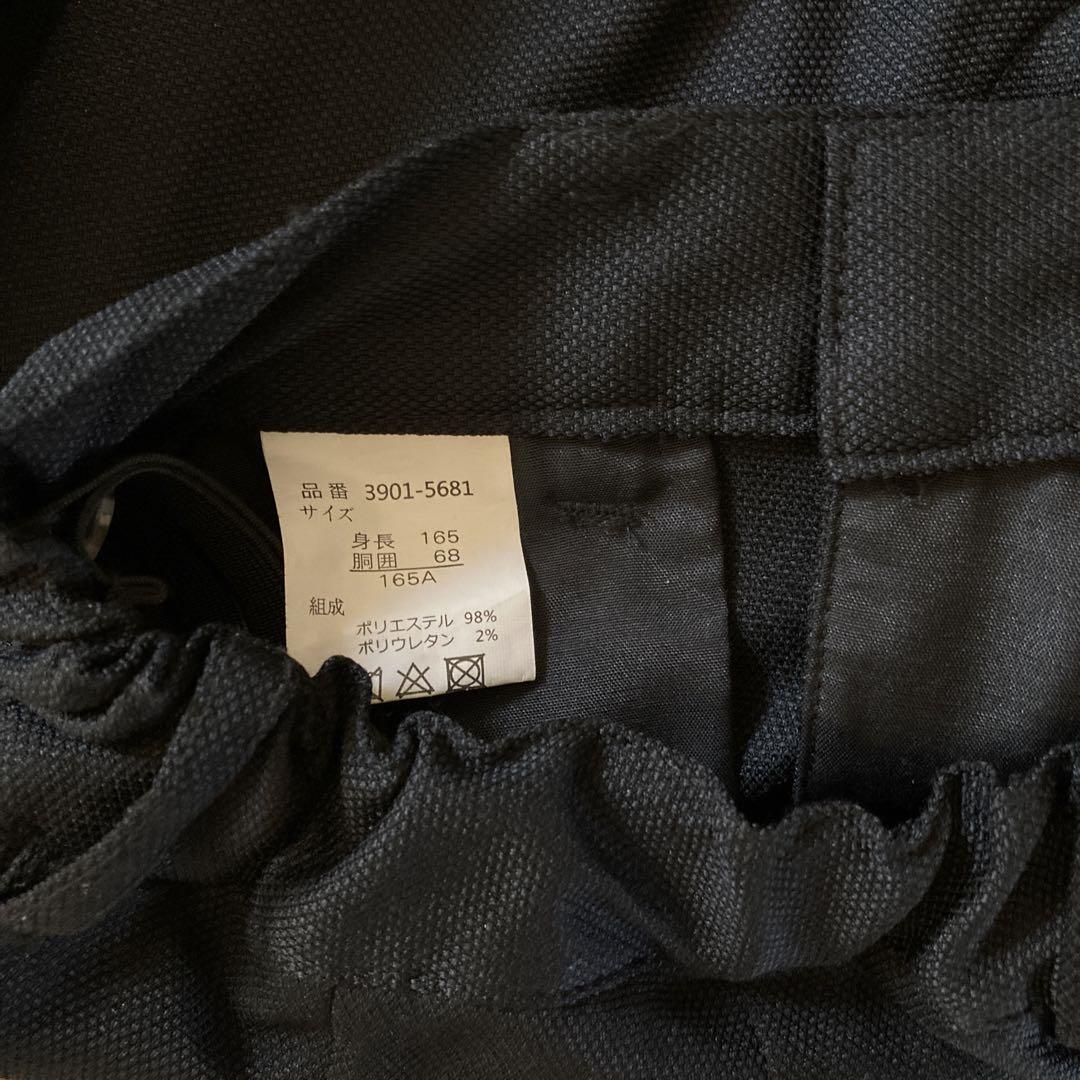 品番 3901-5681
サイズ
身長 165
胴囲 68
165A
組成
ポリエステル 98%
ポリウレタン 2%